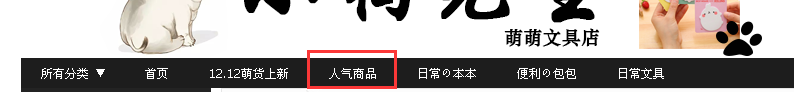 萌萌文具店
所有分类 ▼ 首页 12.12萌货上新 人气商品 日常の本本 便利の包包 日常文具